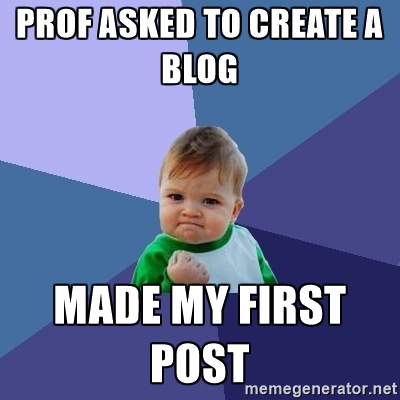 PROF ASKED TO CREATE A
BLOG
MADE MY FIRST
POST
memegenerator.net